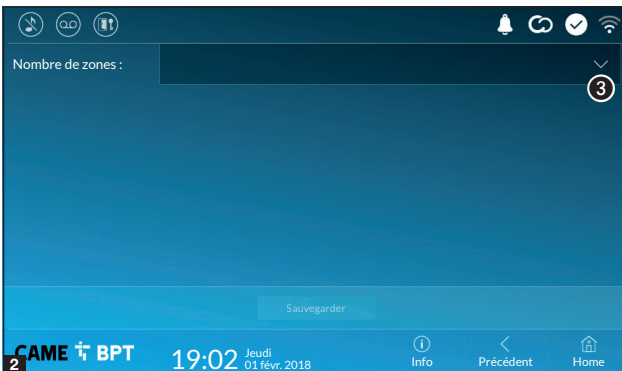 Nombre de zones :
3
Sauvegarder
2
CAME BPT
19:02
Jeudi
01 févr. 2018
Info
Précédent
Home